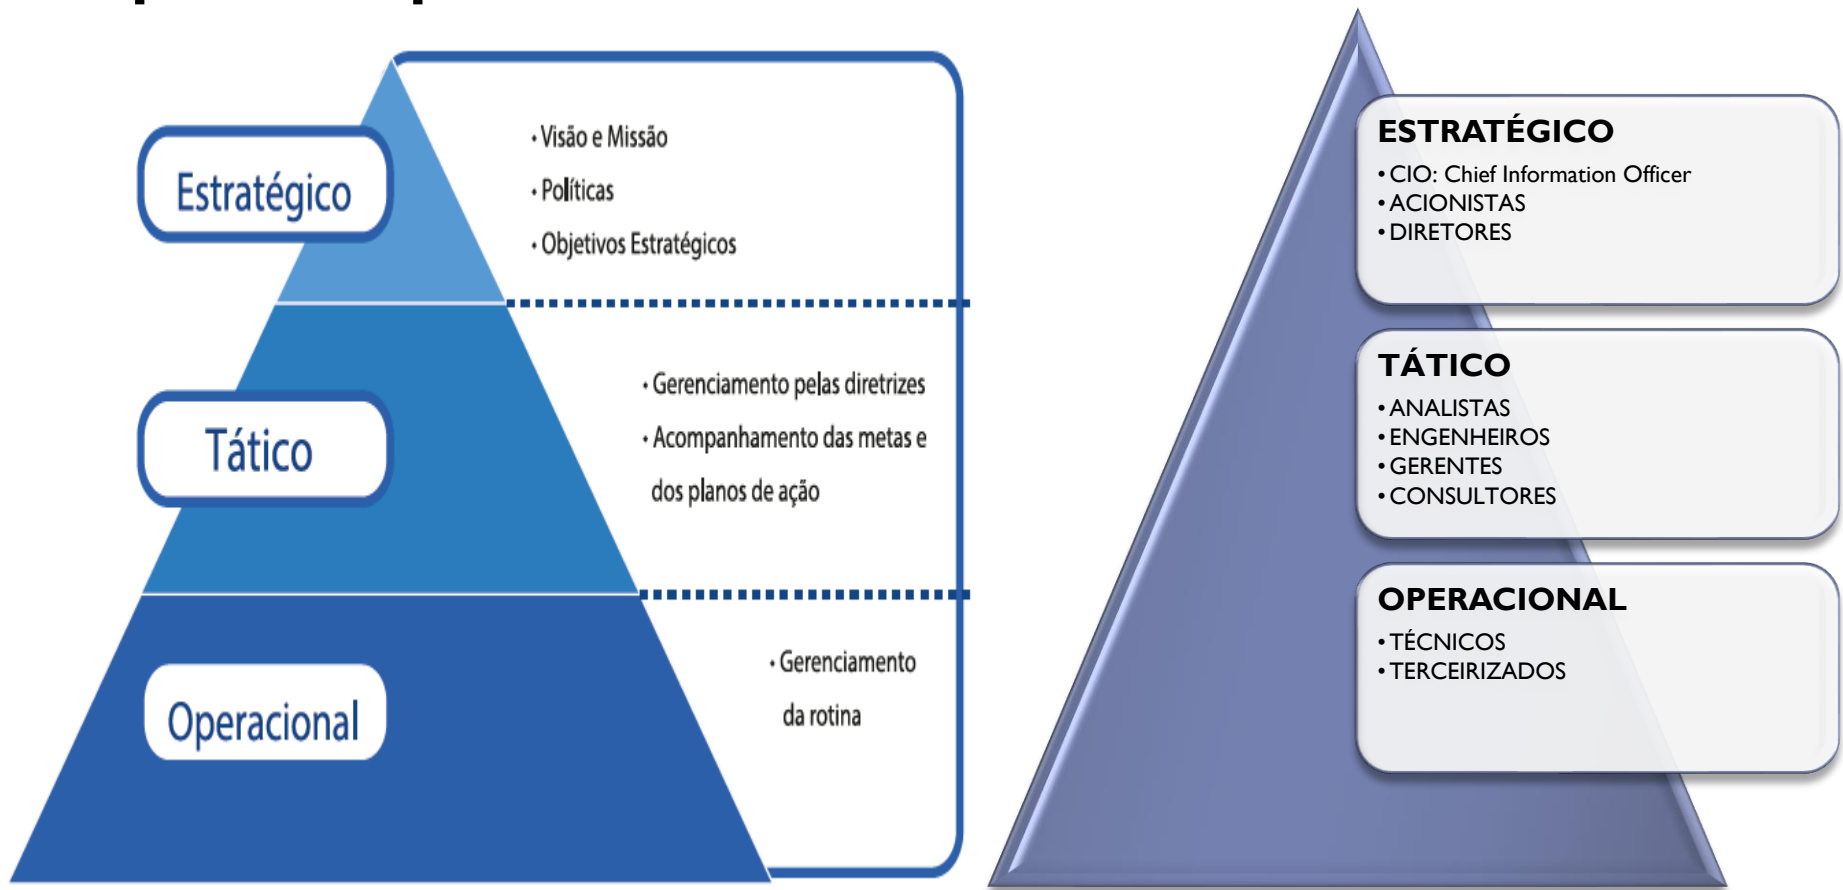 Estratégico
• Visão e Missão
• Políticas
• Objetivos Estratégicos
Tático
• Gerenciamento pelas diretrizes
• Acompanhamento das metas e
dos planos de ação
Operacional
• Gerenciamento
da rotina
ESTRATÉGICO
• CIO: Chief Information Officer
• ACIONISTAS
• DIRETORES
TÁTICO
• ANALISTAS
• ENGENHEIROS
• GERENTES
• CONSULTORES
OPERACIONAL
• TÉCNICOS
• TERCEIRIZADOS